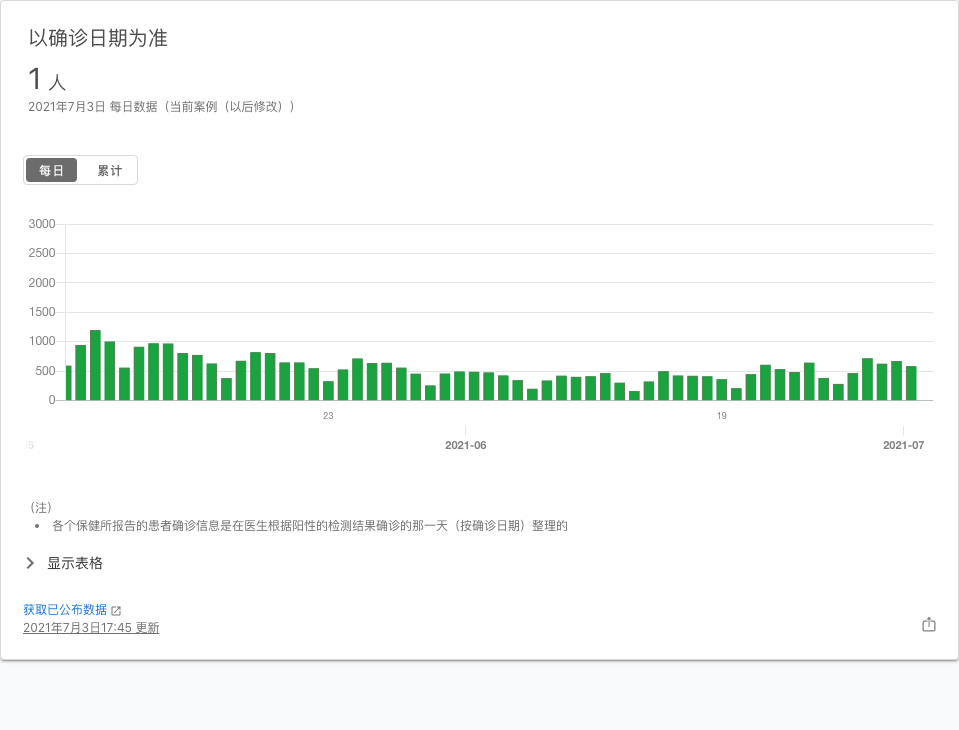 以确诊日期为准
1 人
2021年7月3日 每日数据（当前案例（以后修改））
每日 累计
3000
2500
2000
1500
1000
500
0
23 19
2021-06 2021-07
（注）
• 各个保健所报告的患者确诊信息是在医生根据阳性的检测结果确诊的那一天（按确诊日期）整理的
显示表格
获取已公布数据
2021年7月3日17:45 更新